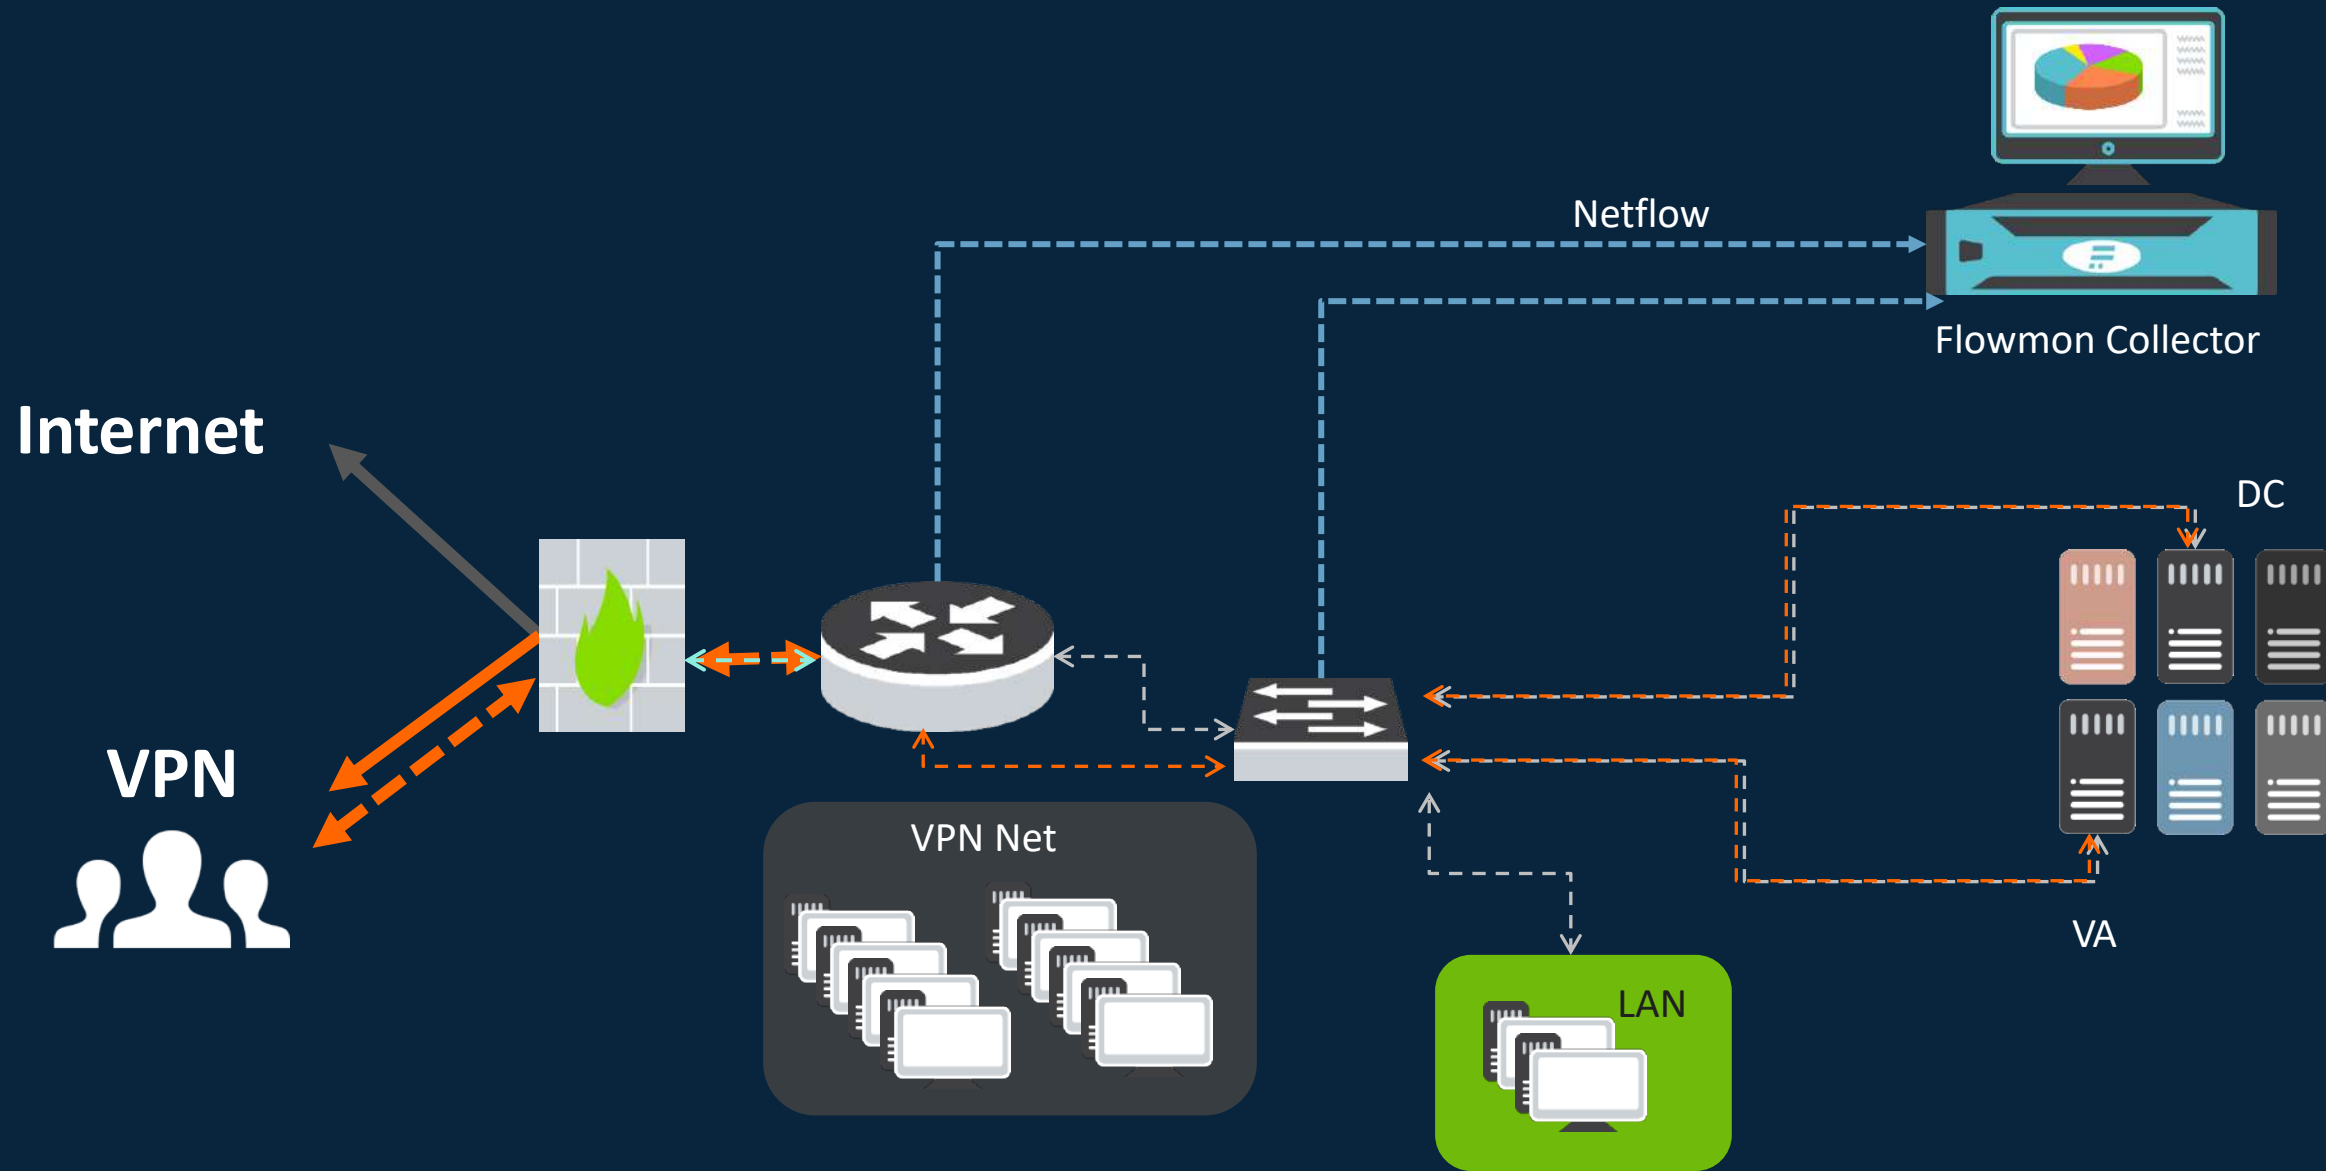 Netflow
Flowmon Collector
Internet
DC
VPN
VPN Net
VA
LAN